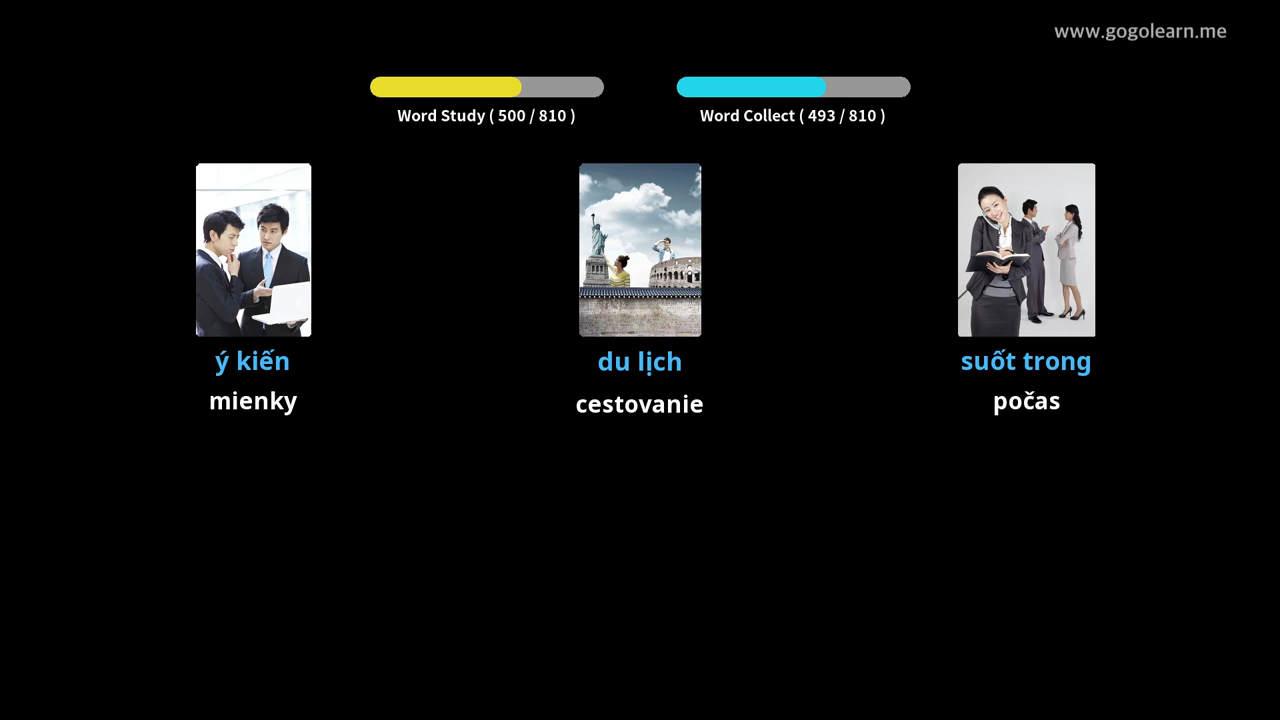 www.gogolearn.me
Word Study ( 500 / 810 )
Word Collect ( 493 / 810 )
ý kiến
mienky
du lịch
cestovanie
suốt trong
počas